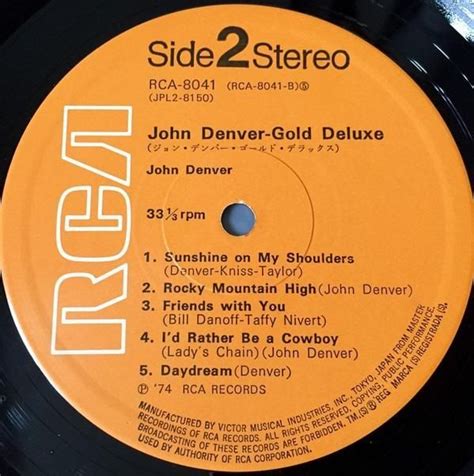 Side 2 Stereo
RCA-8041 (RCA-8041-B)Ⓢ
(JPL2-8150)
RCA
John Denver-Gold Deluxe
(ジョン・デンバー・ゴールド・デラックス)
John Denver
33⅓ rpm
1. Sunshine on My Shoulders
(Denver-Kniss-Taylor)
2. Rocky Mountain High (John Denver)
3. Friends with You
(Bill Danoff-Taffy Nivert)
4. I'd Rather Be a Cowboy
(Lady's Chain) (John Denver)
5. Daydream (Denver)
Ⓟ '74 RCA RECORDS
MANUFACTURED BY VICTOR MUSICAL INDUSTRIES, INC., TOKYO, JAPAN FROM MASTER
RECORDINGS OF RCA RECORDS. ALL RIGHTS RESERVED. COPYING, PUBLIC PERFORMANCE,
BROADCASTING OF THESE RECORDS ARE FORBIDDEN, TM.(S) ® REG. MARCA (S) REGISTRADA (S).
USED BY AUTHORITY OF RCA CORPORATION.